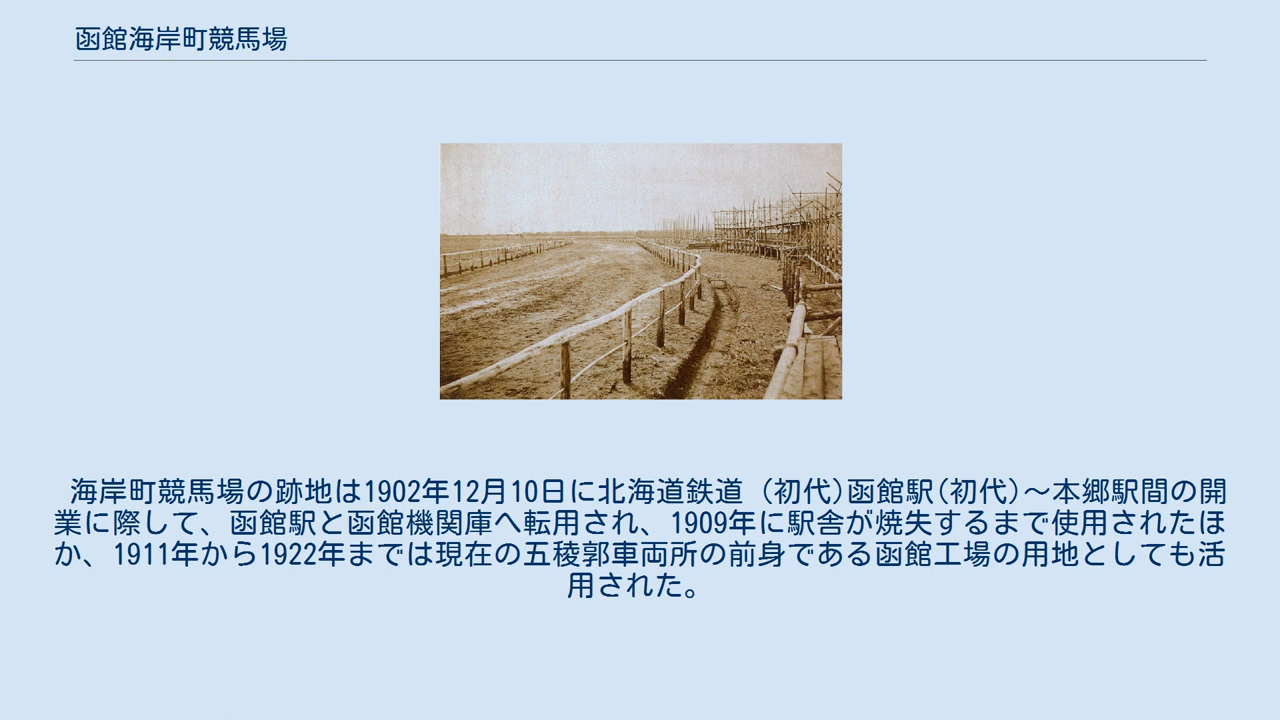 函館海岸町競馬場
海岸町競馬場の跡地は1902年12月10日に北海道鉄道 (初代)函館駅(初代)～本郷駅間の開
業に際して、函館駅と函館機関庫へ転用され、1909年に駅舎が焼失するまで使用されたほ
か、1911年から1922年までは現在の五稜郭車両所の前身である函館工場の用地としても活
用された。